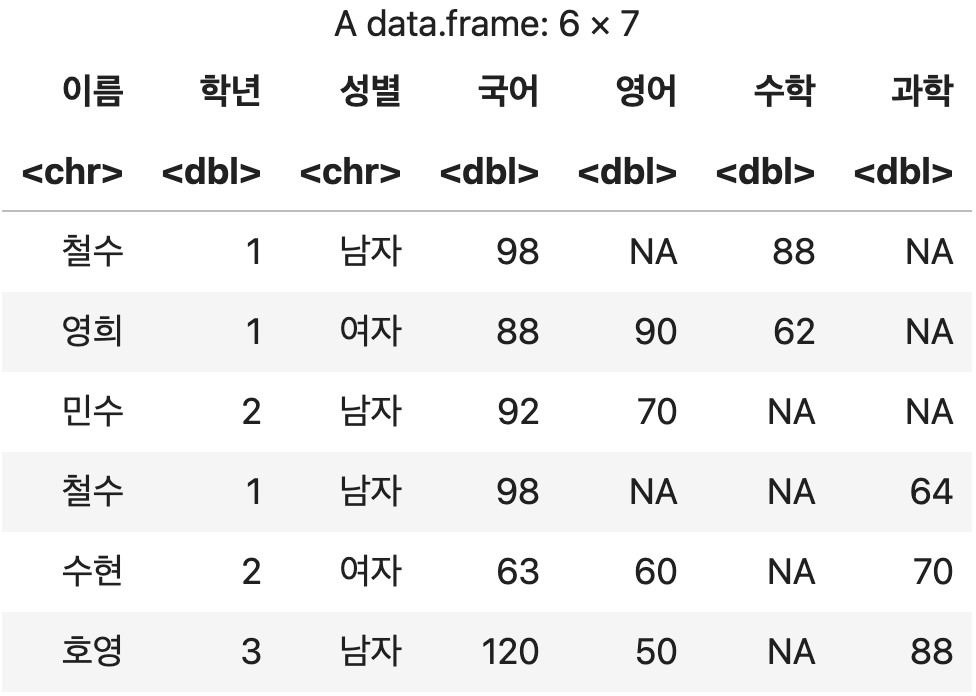 A data.frame: 6 × 7
이름 학년 성별 국어 영어 수학 과학
<chr> <dbl> <chr> <dbl> <dbl> <dbl> <dbl>
철수 1 남자 98 NA 88 NA
영희 1 여자 88 90 62 NA
민수 2 남자 92 70 NA NA
철수 1 남자 98 NA NA 64
수현 2 여자 63 60 NA 70
호영 3 남자 120 50 NA 88